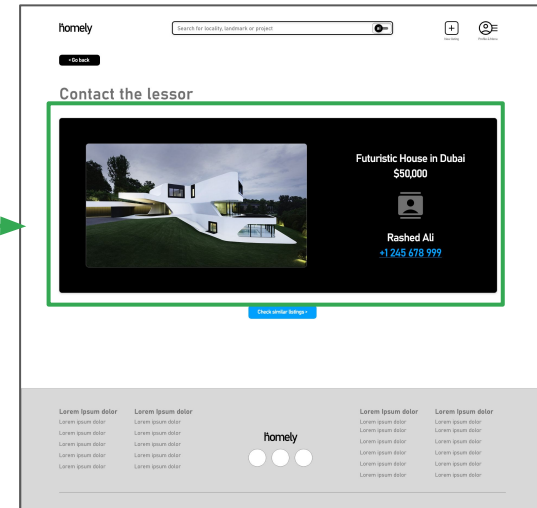 homely
Search for locality, landmark or project
New listing
Profile & Menu
< Go back
Contact the lessor
Futuristic House in Dubai
$50,000
Rashed Ali
+1 245 678 999
Check similar listings >
Lorem Ipsum dolor
Lorem ipsum dolor
Lorem ipsum dolor
Lorem ipsum dolor
Lorem ipsum dolor
Lorem ipsum dolor
Lorem Ipsum dolor
Lorem ipsum dolor
Lorem ipsum dolor
Lorem ipsum dolor
Lorem ipsum dolor
Lorem ipsum dolor
homely
Lorem Ipsum dolor
Lorem ipsum dolor
Lorem ipsum dolor
Lorem ipsum dolor
Lorem ipsum dolor
Lorem ipsum dolor
Lorem ipsum dolor
Lorem Ipsum dolor
Lorem ipsum dolor
Lorem ipsum dolor
Lorem ipsum dolor
Lorem ipsum dolor
Lorem ipsum dolor
Lorem ipsum dolor